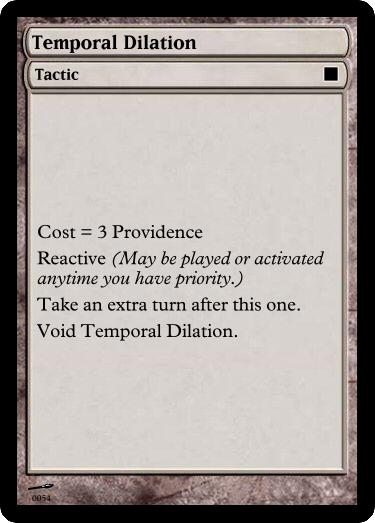 Temporal Dilation
Tactic
Cost = 3 Providence
Reactive (May be played or activated
anytime you have priority.)
Take an extra turn after this one.
Void Temporal Dilation.
0054